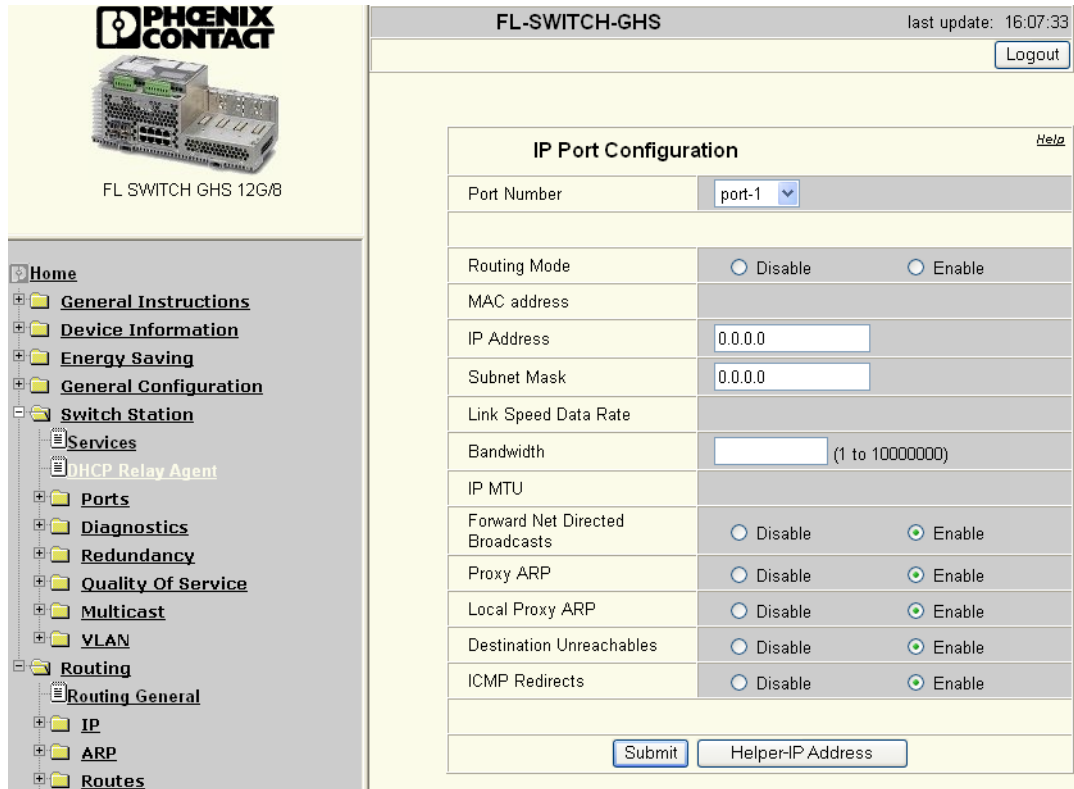 PHŒNIX
CONTACT
FL SWITCH GHS 12G/8
Home
General Instructions
Device Information
Energy Saving
General Configuration
Switch Station
Services
DHCP Relay Agent
Ports
Diagnostics
Redundancy
Quality Of Service
Multicast
VLAN
Routing
Routing General
IP
ARP
Routes
FL-SWITCH-GHS last update: 16:07:33
Logout
IP Port Configuration Help
Port Number port-1
Routing Mode Disable Enable
MAC address
IP Address 0.0.0.0
Subnet Mask 0.0.0.0
Link Speed Data Rate
Bandwidth (1 to 10000000)
IP MTU
Forward Net Directed
Broadcasts Disable Enable
Proxy ARP Disable Enable
Local Proxy ARP Disable Enable
Destination Unreachables Disable Enable
ICMP Redirects Disable Enable
Submit Helper-IP Address